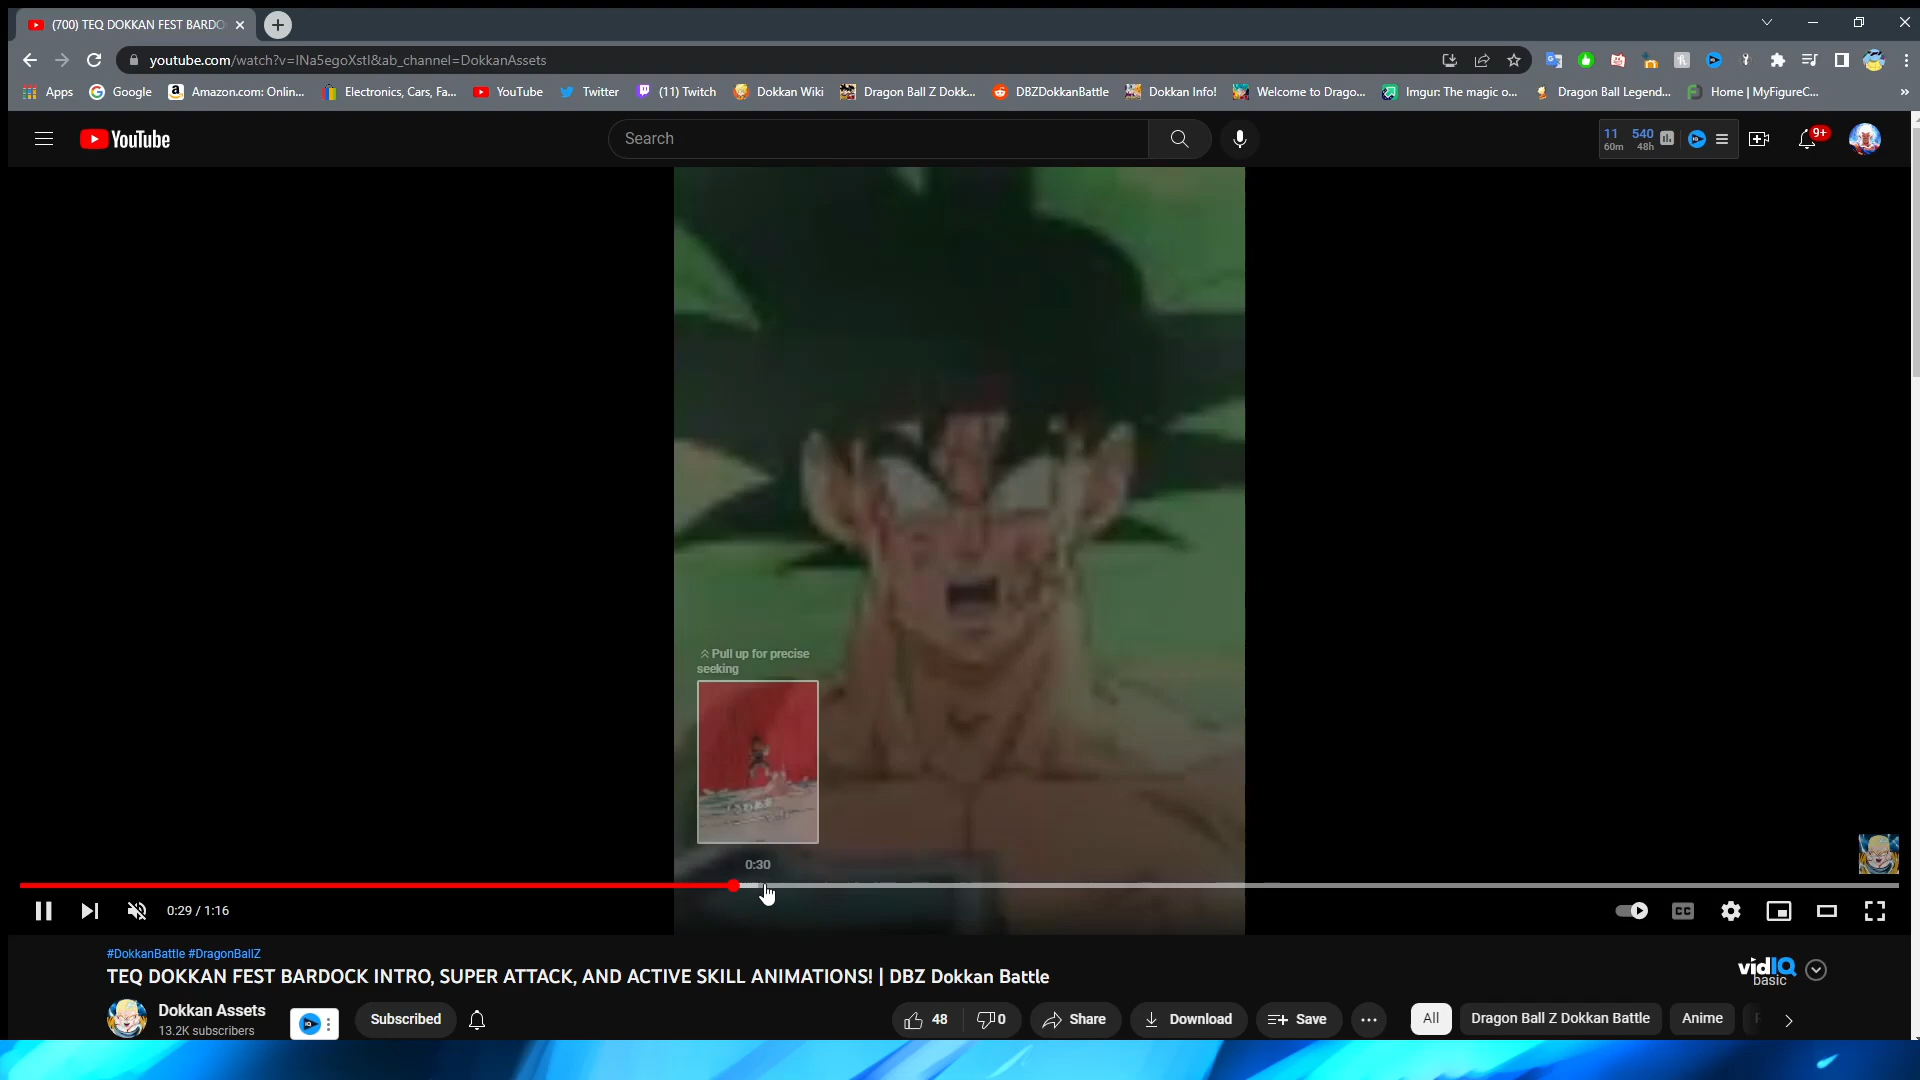 (700) TEQ DOKKAN FEST BARDO
youtube.com/watch?v=INa5egoXstI&ab_channel=DokkanAssets
Apps
Google
Amazon.com: Onlin...
Electronics, Cars, Fa...
YouTube
Twitter
(11) Twitch
Dokkan Wiki
Dragon Ball Z Dokk...
DBZDokkanBattle
Dokkan Info!
Welcome to Drago...
Imgur: The magic o...
Dragon Ball Legend...
Home | MyFigureC...
»
YouTube
Search
11 540
60m 48h
9+
Pull up for precise
seeking
0:30
0:29 / 1:16
CC
#DokkanBattle #DragonBallZ
TEQ DOKKAN FEST BARDOCK INTRO, SUPER ATTACK, AND ACTIVE SKILL ANIMATIONS! | DBZ Dokkan Battle
vidIQ
basic
Dokkan Assets
13.2K subscribers
Subscribed
48
0
Share
Download
Save
All
Dragon Ball Z Dokkan Battle
Anime